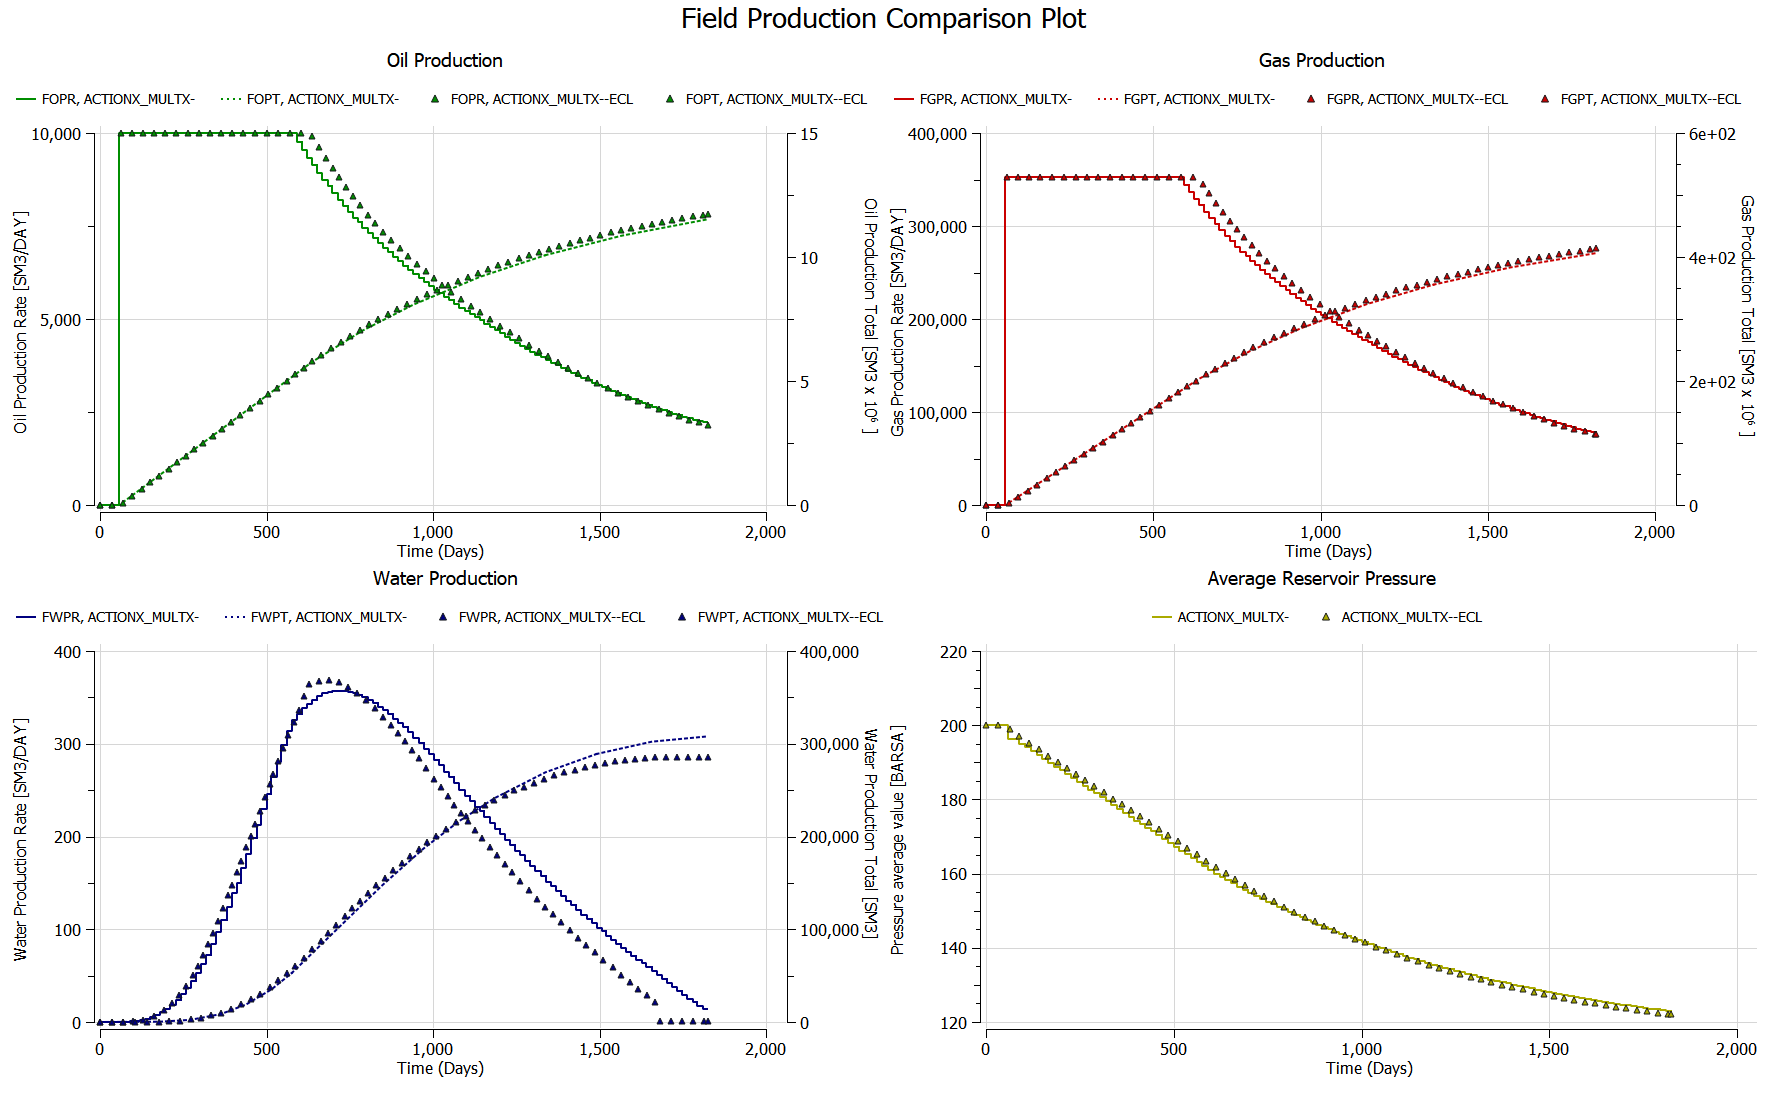 Field Production Comparison Plot
Oil Production
FOPR, ACTIONX_MULTX- FOPT, ACTIONX_MULTX- FOPR, ACTIONX_MULTX--ECL FOPT, ACTIONX_MULTX--ECL
10,000
5,000
0
15
10
5
0
Oil Production Rate [SM3/DAY]
Oil Production Total [SM3 x 10⁶ ]
0 500 1,000 1,500 2,000
Time (Days)
Gas Production
FGPR, ACTIONX_MULTX- FGPT, ACTIONX_MULTX- FGPR, ACTIONX_MULTX--ECL FGPT, ACTIONX_MULTX--ECL
400,000
300,000
200,000
100,000
0
6e+02
4e+02
2e+02
0
Gas Production Rate [SM3/DAY]
Gas Production Total [SM3 x 10⁶ ]
0 500 1,000 1,500 2,000
Time (Days)
Water Production
FWPR, ACTIONX_MULTX- FWPT, ACTIONX_MULTX- FWPR, ACTIONX_MULTX--ECL FWPT, ACTIONX_MULTX--ECL
400
300
200
100
0
400,000
300,000
200,000
100,000
0
Water Production Rate [SM3/DAY]
Water Production Total [SM3]
0 500 1,000 1,500 2,000
Time (Days)
Average Reservoir Pressure
ACTIONX_MULTX- ACTIONX_MULTX--ECL
220
200
180
160
140
120
Pressure average value [BARSA ]
0 500 1,000 1,500 2,000
Time (Days)